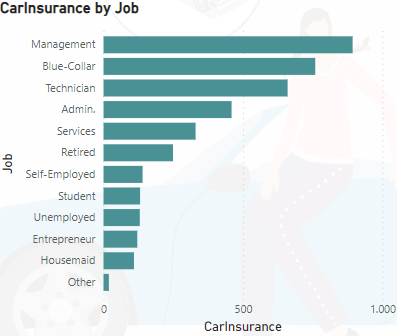 CarInsurance by Job
Job
Management
Blue-Collar
Technician
Admin.
Services
Retired
Self-Employed
Student
Unemployed
Entrepreneur
Housemaid
Other
0 500 1.000
CarInsurance